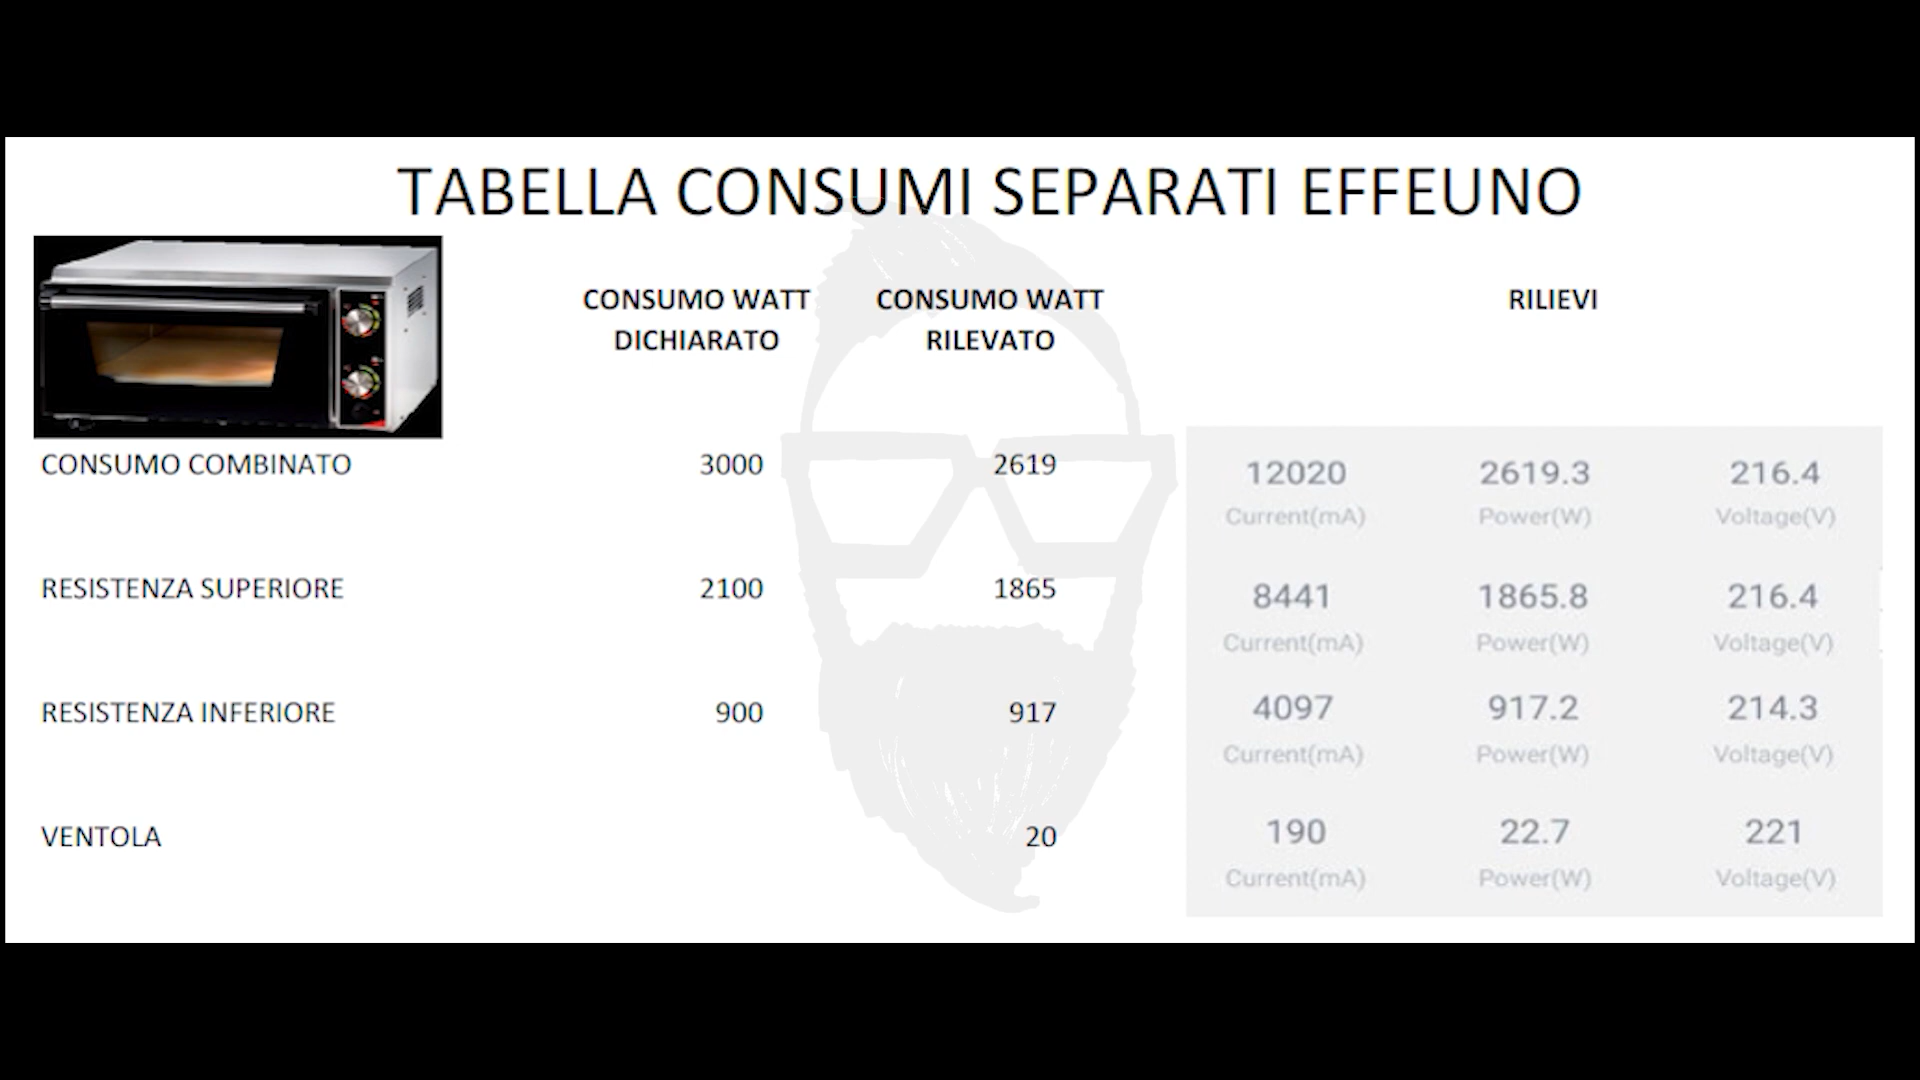 TABELLA CONSUMI SEPARATI EFFEUNO
CONSUMO WATT DICHIARATO
CONSUMO WATT RILEVATO
RILIEVI
CONSUMO COMBINATO 3000 2619 12020 2619.3 216.4
Current(mA) Power(W) Voltage(V)
RESISTENZA SUPERIORE 2100 1865 8441 1865.8 216.4
Current(mA) Power(W) Voltage(V)
RESISTENZA INFERIORE 900 917 4097 917.2 214.3
Current(mA) Power(W) Voltage(V)
VENTOLA 20 190 22.7 221
Current(mA) Power(W) Voltage(V)